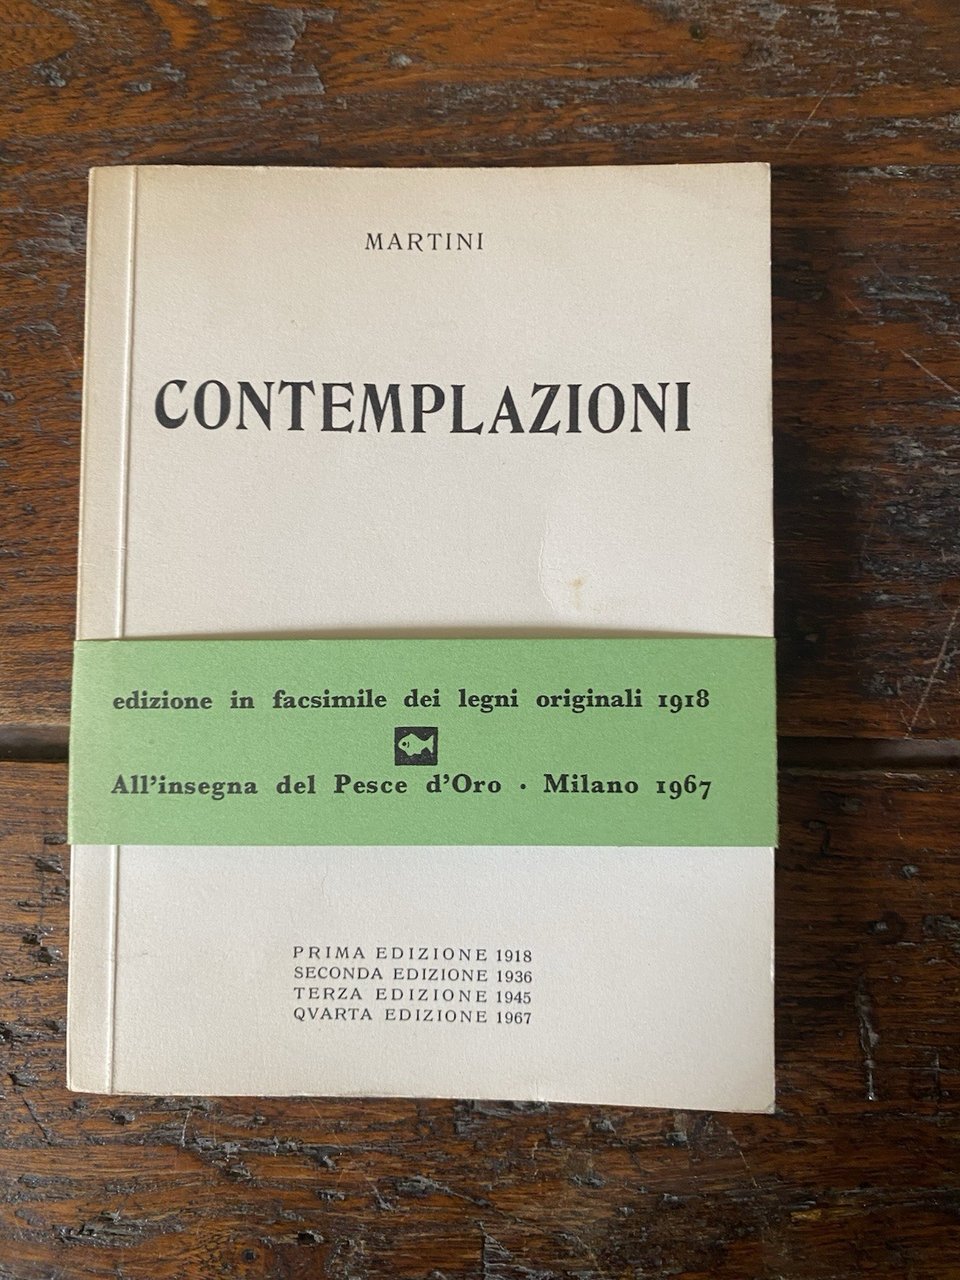 MARTINI
CONTEMPLAZIONI
edizione in facsimile dei legni originali 1918
All'insegna del Pesce d'Oro · Milano 1967
PRIMA EDIZIONE 1918
SECONDA EDIZIONE 1936
TERZA EDIZIONE 1945
QVARTA EDIZIONE 1967